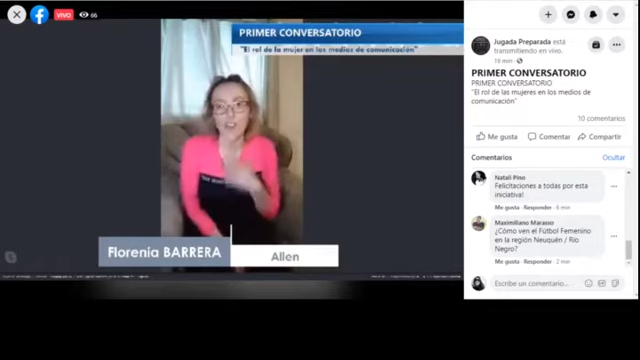 VIVO
66
PRIMER CONVERSATORIO
"El rol de la mujer en los medios de comunicación"
Florenia BARRERA
Allen
Jugada Preparada está
transmitiendo en vivo.
19 min
PRIMER CONVERSATORIO
PRIMER CONVERSATORIO
"El rol de las mujeres en los medios de
comunicación"
10 comentarios
Me gusta
Comentar
Compartir
Comentarios
Ocultar
Natali Pino
Felicitaciones a todas por esta
iniciativa!
Me gusta · Responder · 6 min
Maximiliano Marasso
¿Cómo ven el Fútbol Femenino
en la región Neuquén / Río
Negro?
Me gusta · Responder · 2 min
Escribe un comentario...